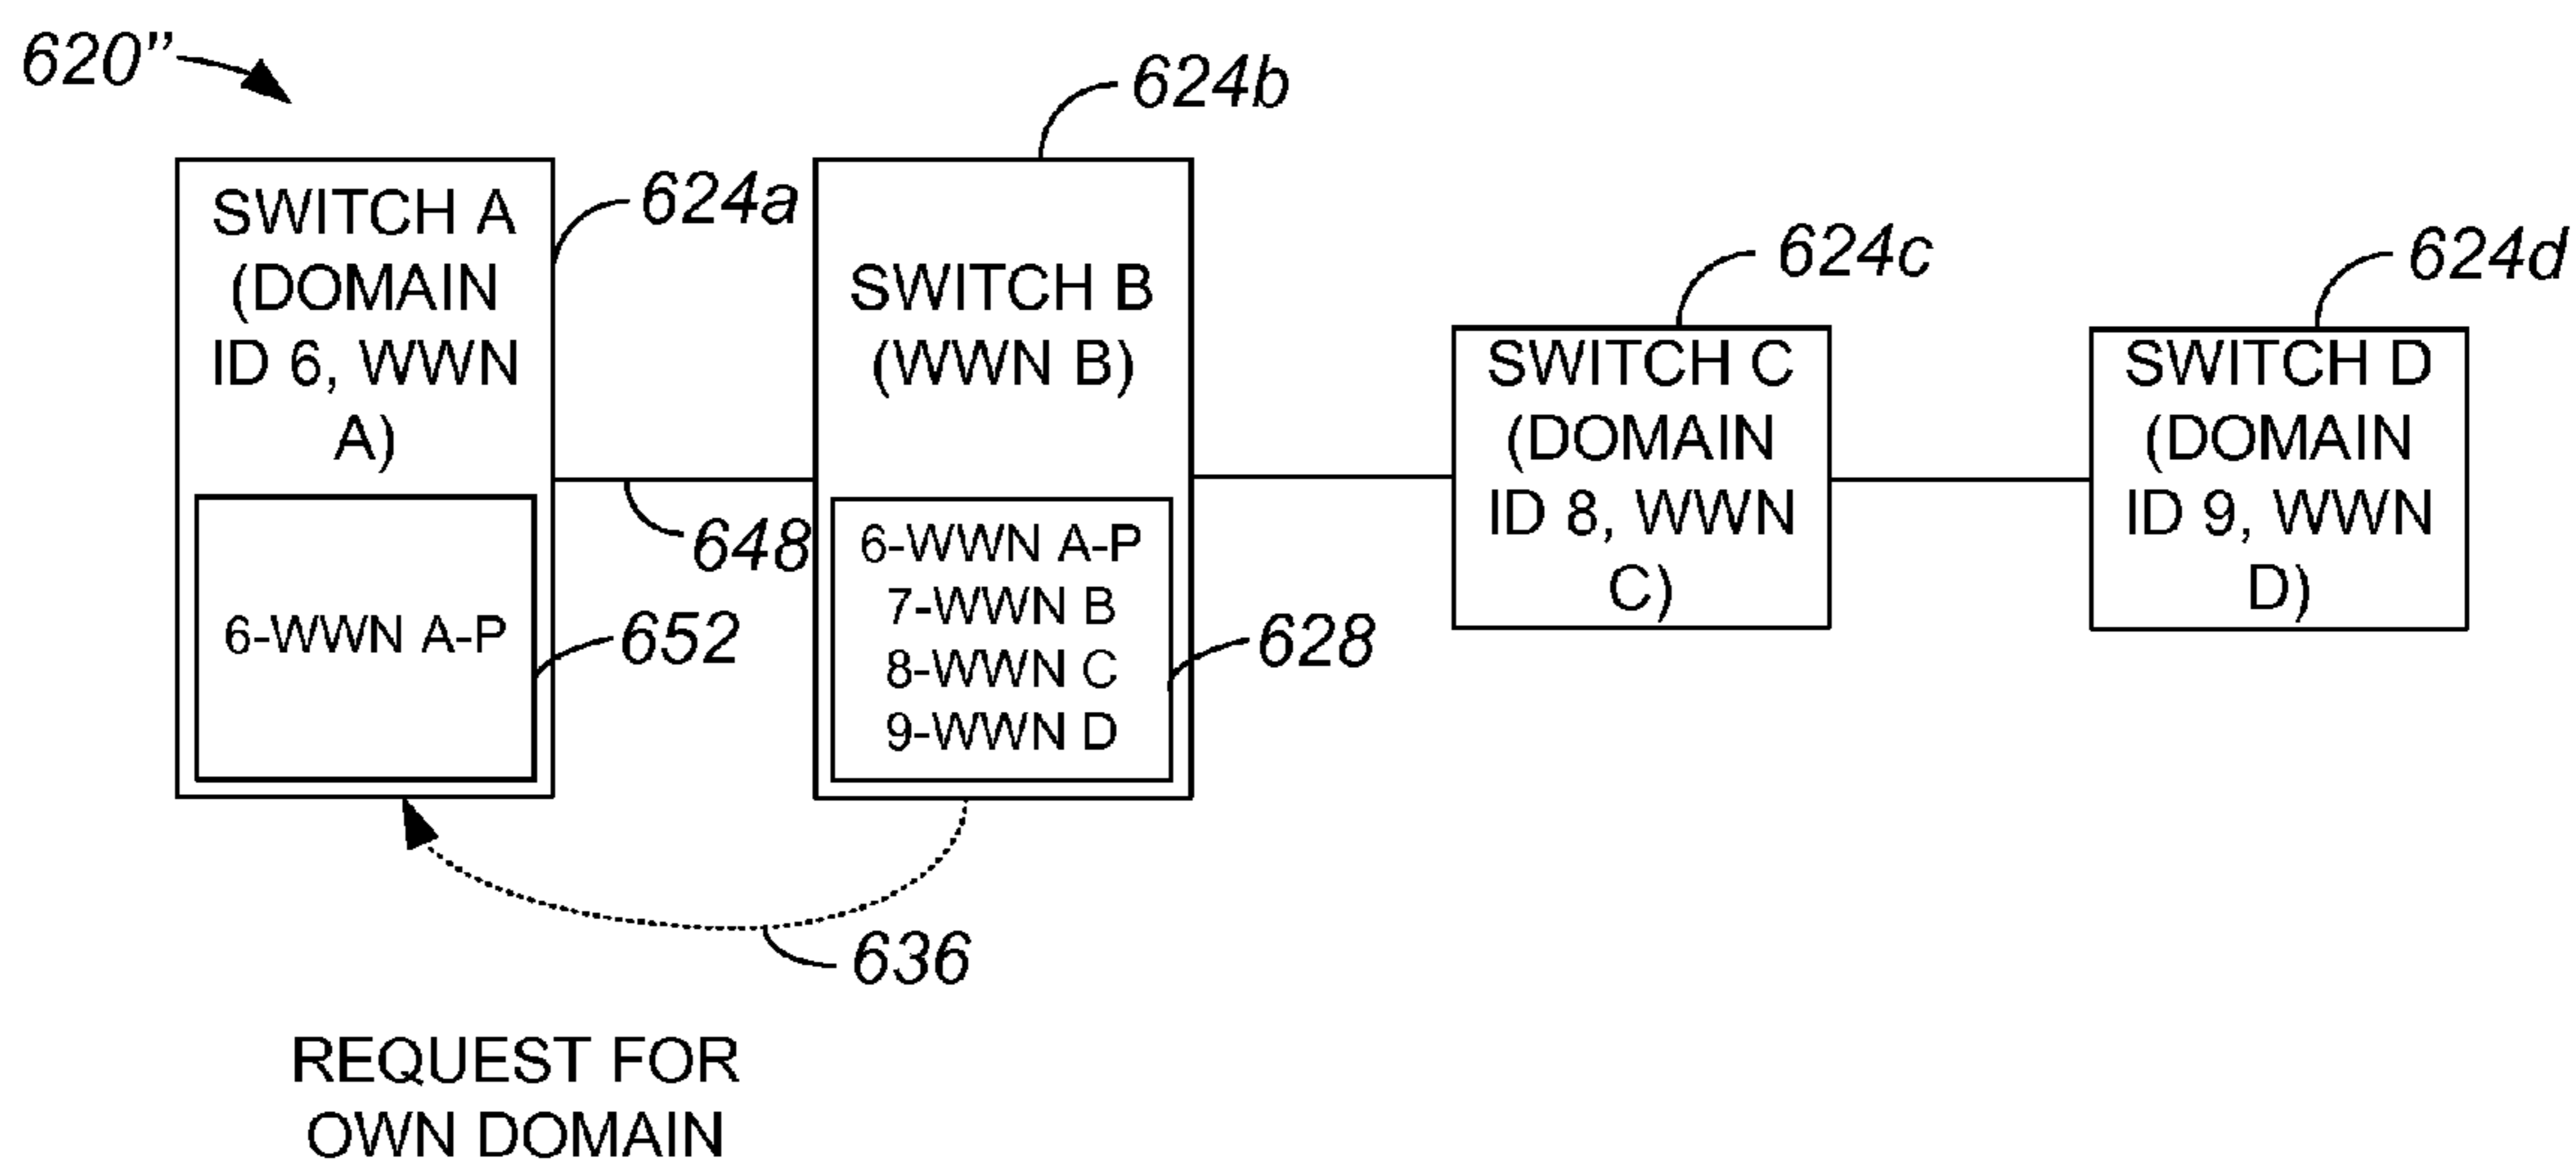 620"
624b
624a
624c
624d
SWITCH A
(DOMAIN
ID 6, WWN
A)
SWITCH B
(WWN B)
SWITCH C
(DOMAIN
ID 8, WWN
C)
SWITCH D
(DOMAIN
ID 9, WWN
D)
648
6-WWN A-P
652
6-WWN A-P
7-WWN B
8-WWN C
9-WWN D
628
636
REQUEST FOR
OWN DOMAIN